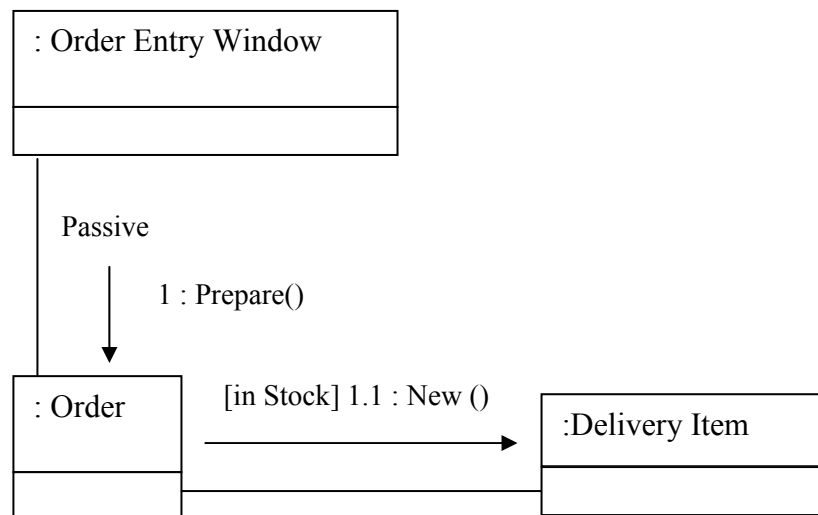 : Order Entry Window
Passive
1 : Prepare()
: Order
[in Stock] 1.1 : New ()
:Delivery Item